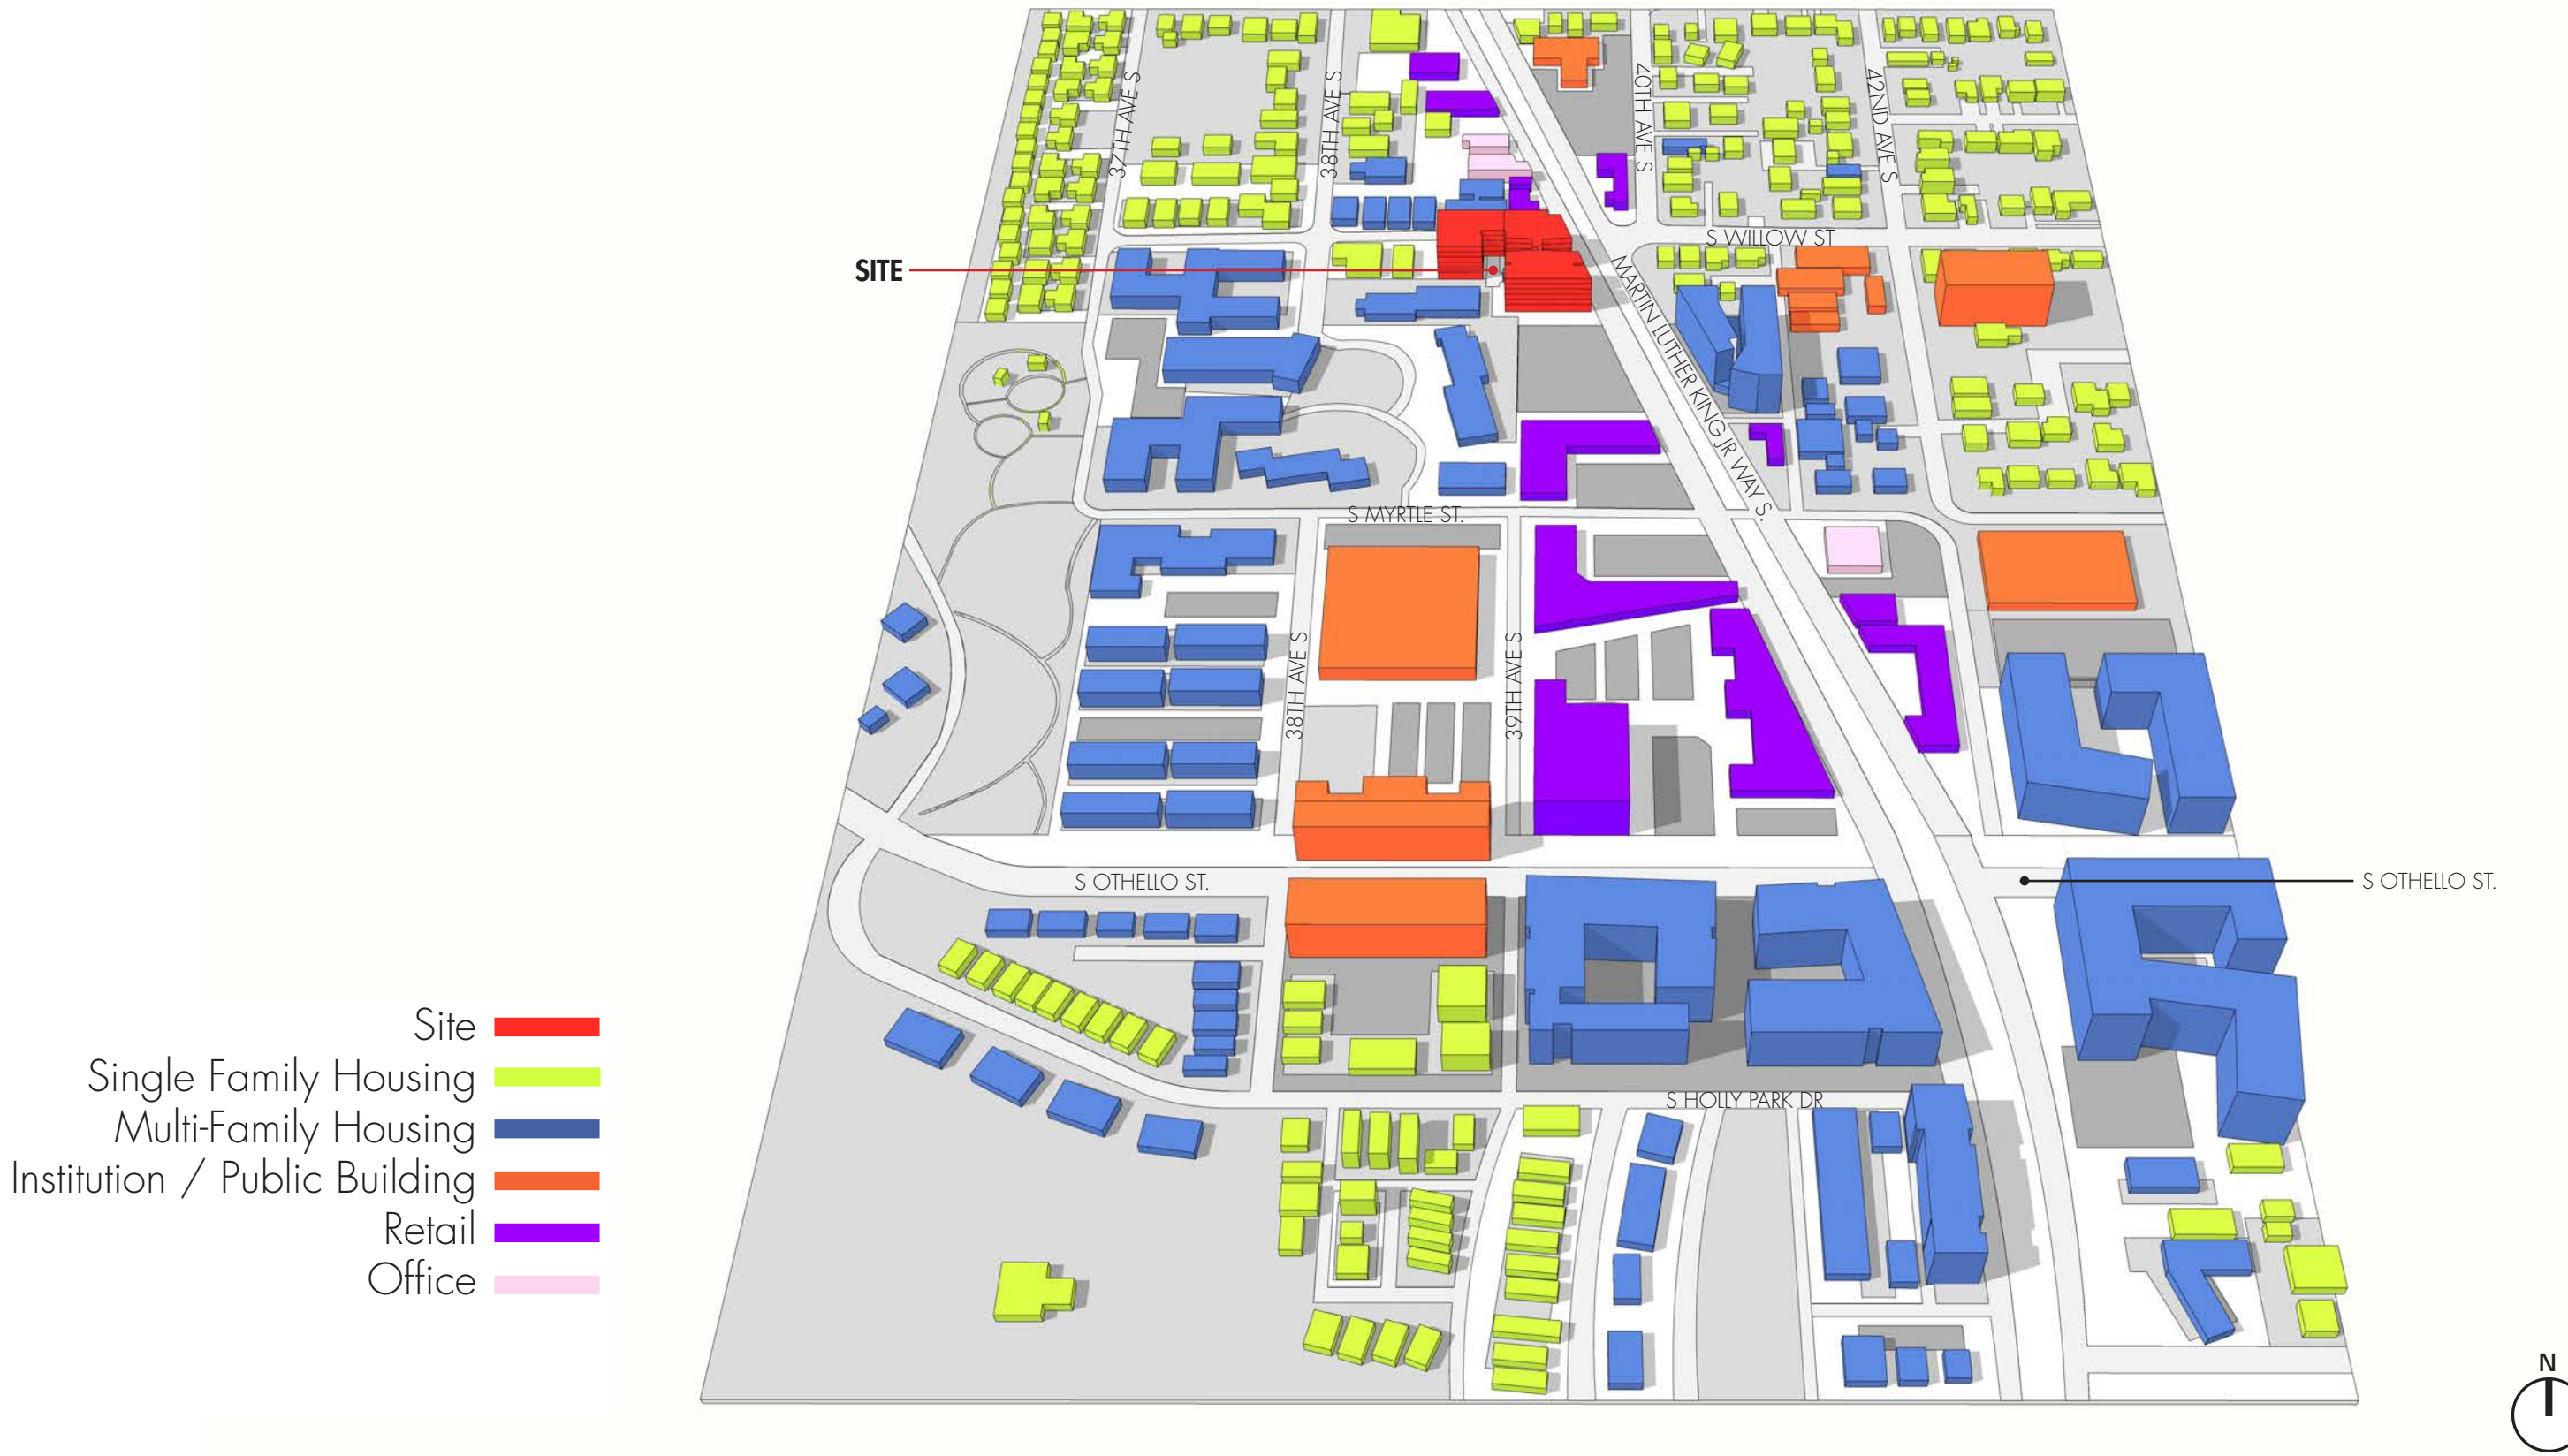 37TH AVE S
38TH AVE S
40TH AVE S
42ND AVE S
S WILLOW ST
SITE
MARTIN LUTHER KING JR WAY S.
S MYRTLE ST.
38TH AVE S
39TH AVE S
S OTHELLO ST.
S OTHELLO ST.
S HOLLY PARK DR
Site
Single Family Housing
Multi-Family Housing
Institution / Public Building
Retail
Office
N